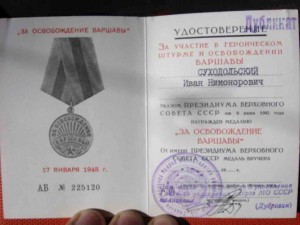 "ЗА ОСВОБОЖДЕНИЕ ВАРШАВЫ"
17 ЯНВАРЯ 1945 г.
АБ № 225120
Дубликат
УДОСТОВЕРЕНИЕ
ЗА УЧАСТИЕ В ГЕРОИЧЕСКОМ
ШТУРМЕ И ОСВОБОЖДЕНИИ
ВАРШАВЫ
СУХОДОЛЬСКИЙ
Иван Никонорович
УКАЗОМ ПРЕЗИДИУМА ВЕРХОВНОГО
СОВЕТА СССР от 9 июня 1945 года
НАГРАЖДЕН МЕДАЛЬЮ
"ЗА ОСВОБОЖДЕНИЕ
ВАРШАВЫ"
От имени ПРЕЗИДИУМА ВЕРХОВНОГО
СОВЕТА СССР МЕДАЛЬ ВРУЧЕНА
МО СССР
(Дубровин)